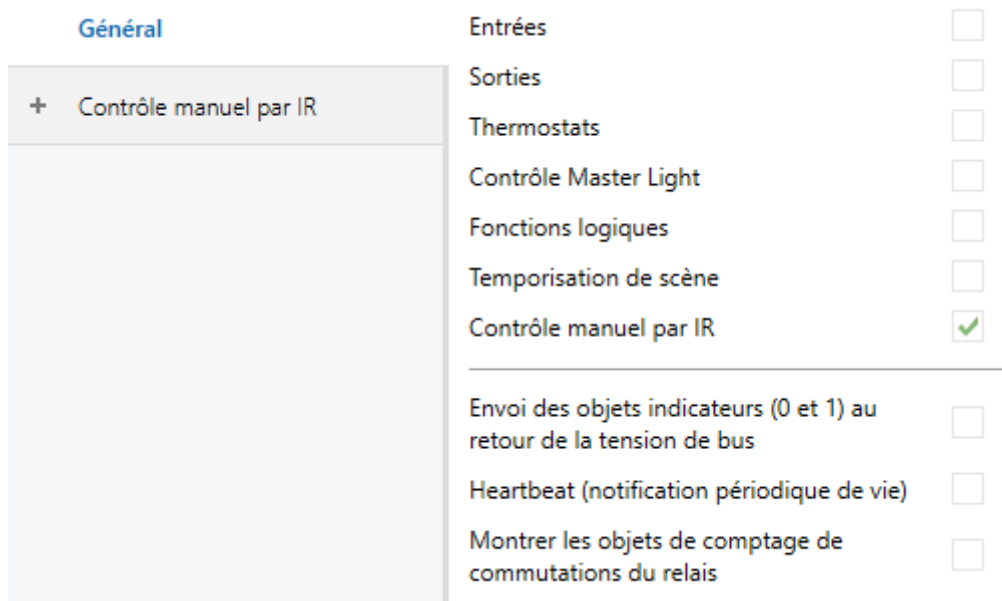 Général
+ Contrôle manuel par IR
Entrées
Sorties
Thermostats
Contrôle Master Light
Fonctions logiques
Temporisation de scène
Contrôle manuel par IR
Envoi des objets indicateurs (0 et 1) au
retour de la tension de bus
Heartbeat (notification périodique de vie)
Montrer les objets de comptage de
commutations du relais